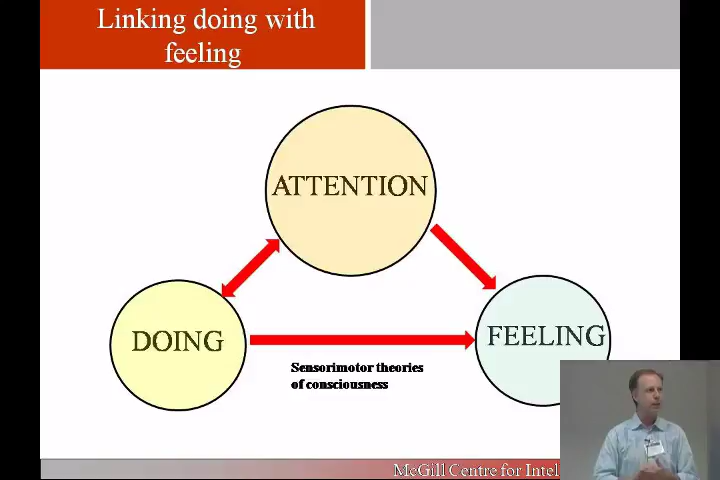 Linking doing with
feeling
ATTENTION
DOING
FEELING
Sensorimotor theories
of consciousness
McGill Centre for Intel